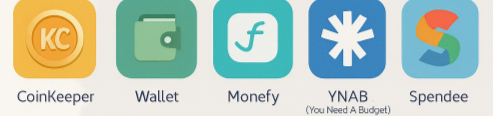 KC
CoinKeeper
Wallet
Monefy
YNAB
(You Need A Budget)
Spendee